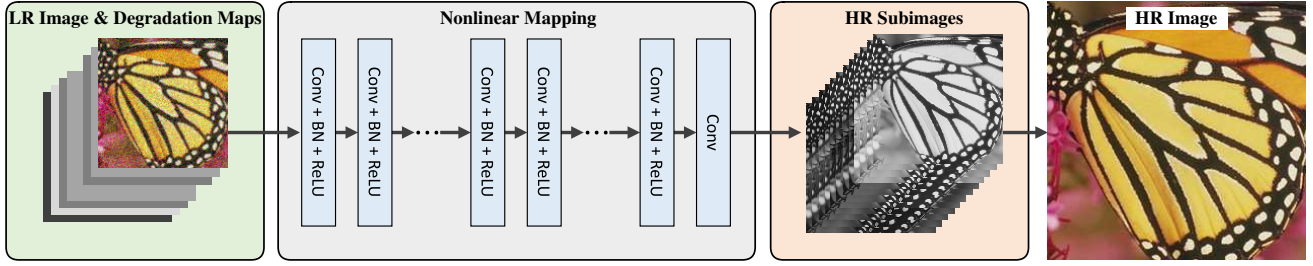 LR Image & Degradation Maps
Nonlinear Mapping
HR Subimages
HR Image
Conv + BN + ReLU
Conv + BN + ReLU
Conv + BN + ReLU
Conv + BN + ReLU
Conv + BN + ReLU
Conv